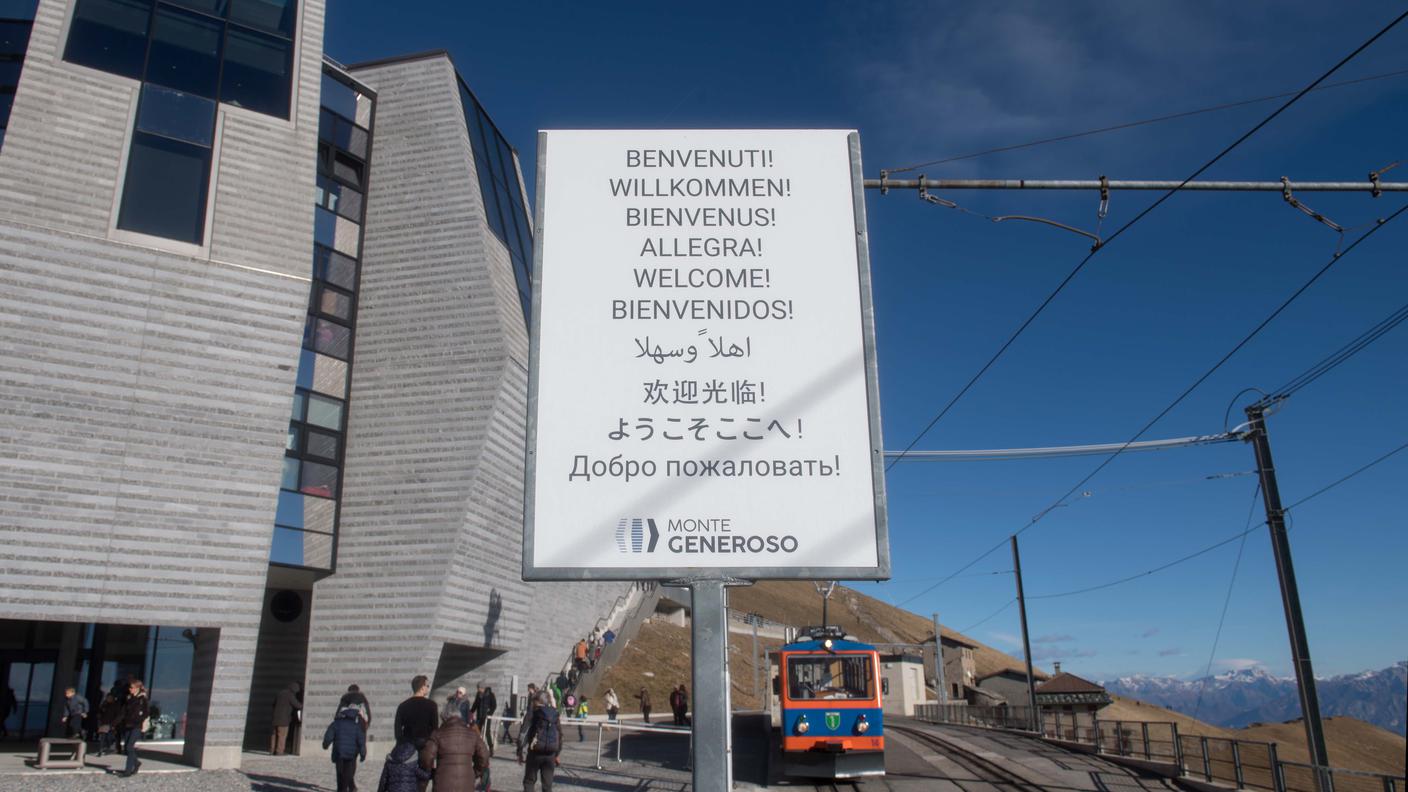 BENVENUTI!
WILLKOMMEN!
BIENVENUS!
ALLEGRA!
WELCOME!
BIENVENIDOS!
اهلا ًوسهلا
欢迎光临!
ようこそここへ!
Добро пожаловать!
MONTE
GENEROSO